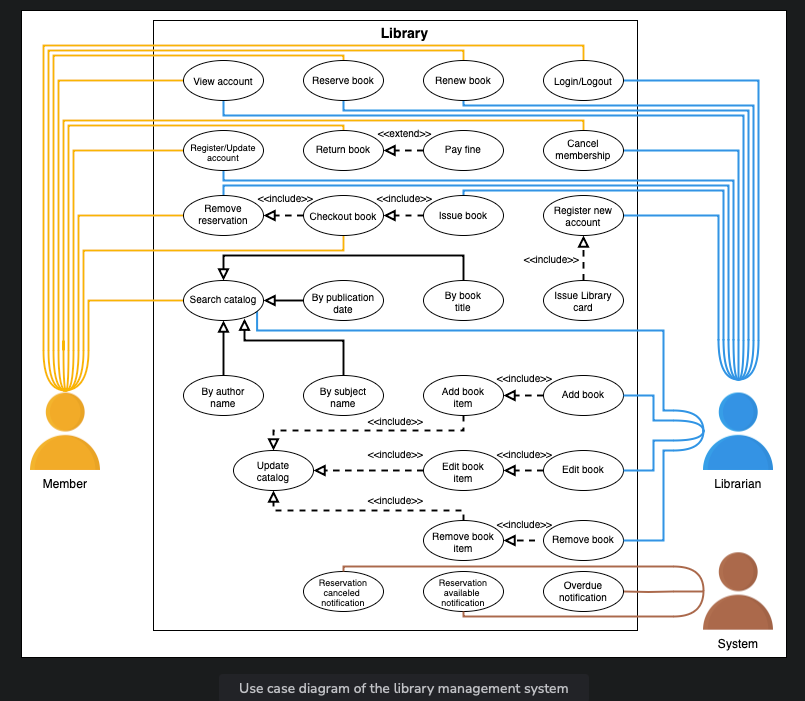 Library
View account
Reserve book
Renew book
Login/Logout
Register/Update
account
Return book
<<extend>>
Pay fine
Cancel
membership
Remove
reservation
<<include>>
Checkout book
<<include>>
Issue book
Register new
account
<<include>>
Search catalog
By publication
date
By book
title
Issue Library
card
By author
name
By subject
name
Add book
item
<<include>>
Add book
<<include>>
Update
catalog
<<include>>
Edit book
item
<<include>>
Edit book
Member
Librarian
<<include>>
Remove book
item
<<include>>
Remove book
Reservation
canceled
notification
Reservation
available
notification
Overdue
notification
System
Use case diagram of the library management system